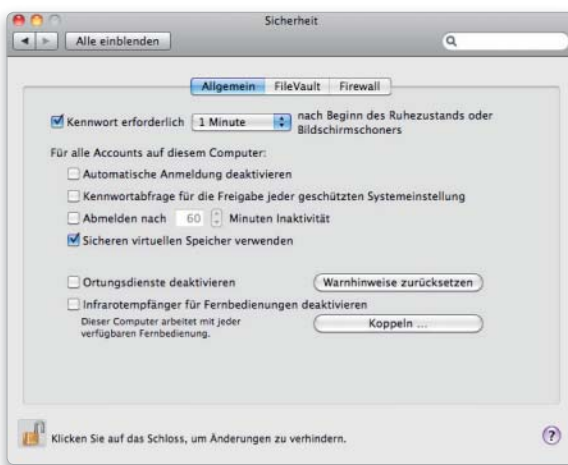 Sicherheit
Alle einblenden
Allgemein FileVault Firewall
Kennwort erforderlich 1 Minute nach Beginn des Ruhezustands oder
Bildschirmschoners
Für alle Accounts auf diesem Computer:
Automatische Anmeldung deaktivieren
Kennwortabfrage für die Freigabe jeder geschützten Systemeinstellung
Abmelden nach 60 Minuten Inaktivität
Sicheren virtuellen Speicher verwenden
Ortungsdienste deaktivieren Warnhinweise zurücksetzen
Infrarotempfänger für Fernbedienungen deaktivieren
Dieser Computer arbeitet mit jeder
verfügbaren Fernbedienung.
Koppeln ...
Klicken Sie auf das Schloss, um Änderungen zu verhindern. ?